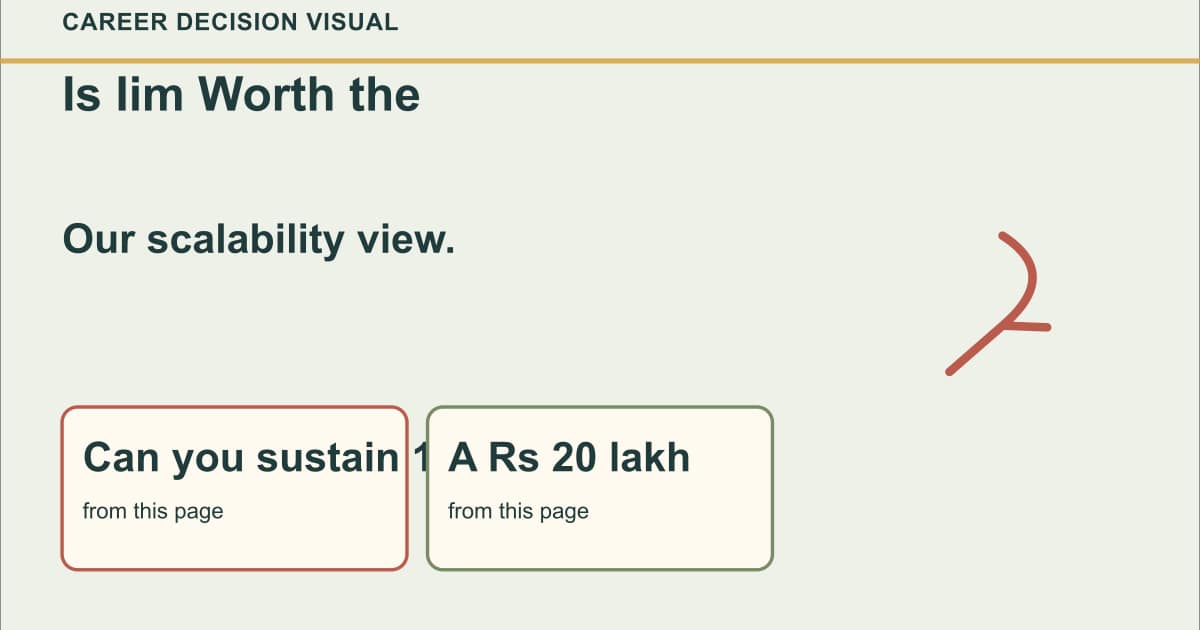 CAREER DECISION VISUAL
Is Iim Worth the
Our scalability view.
Can you sustain 1
from this page
A Rs 20 lakh
from this page